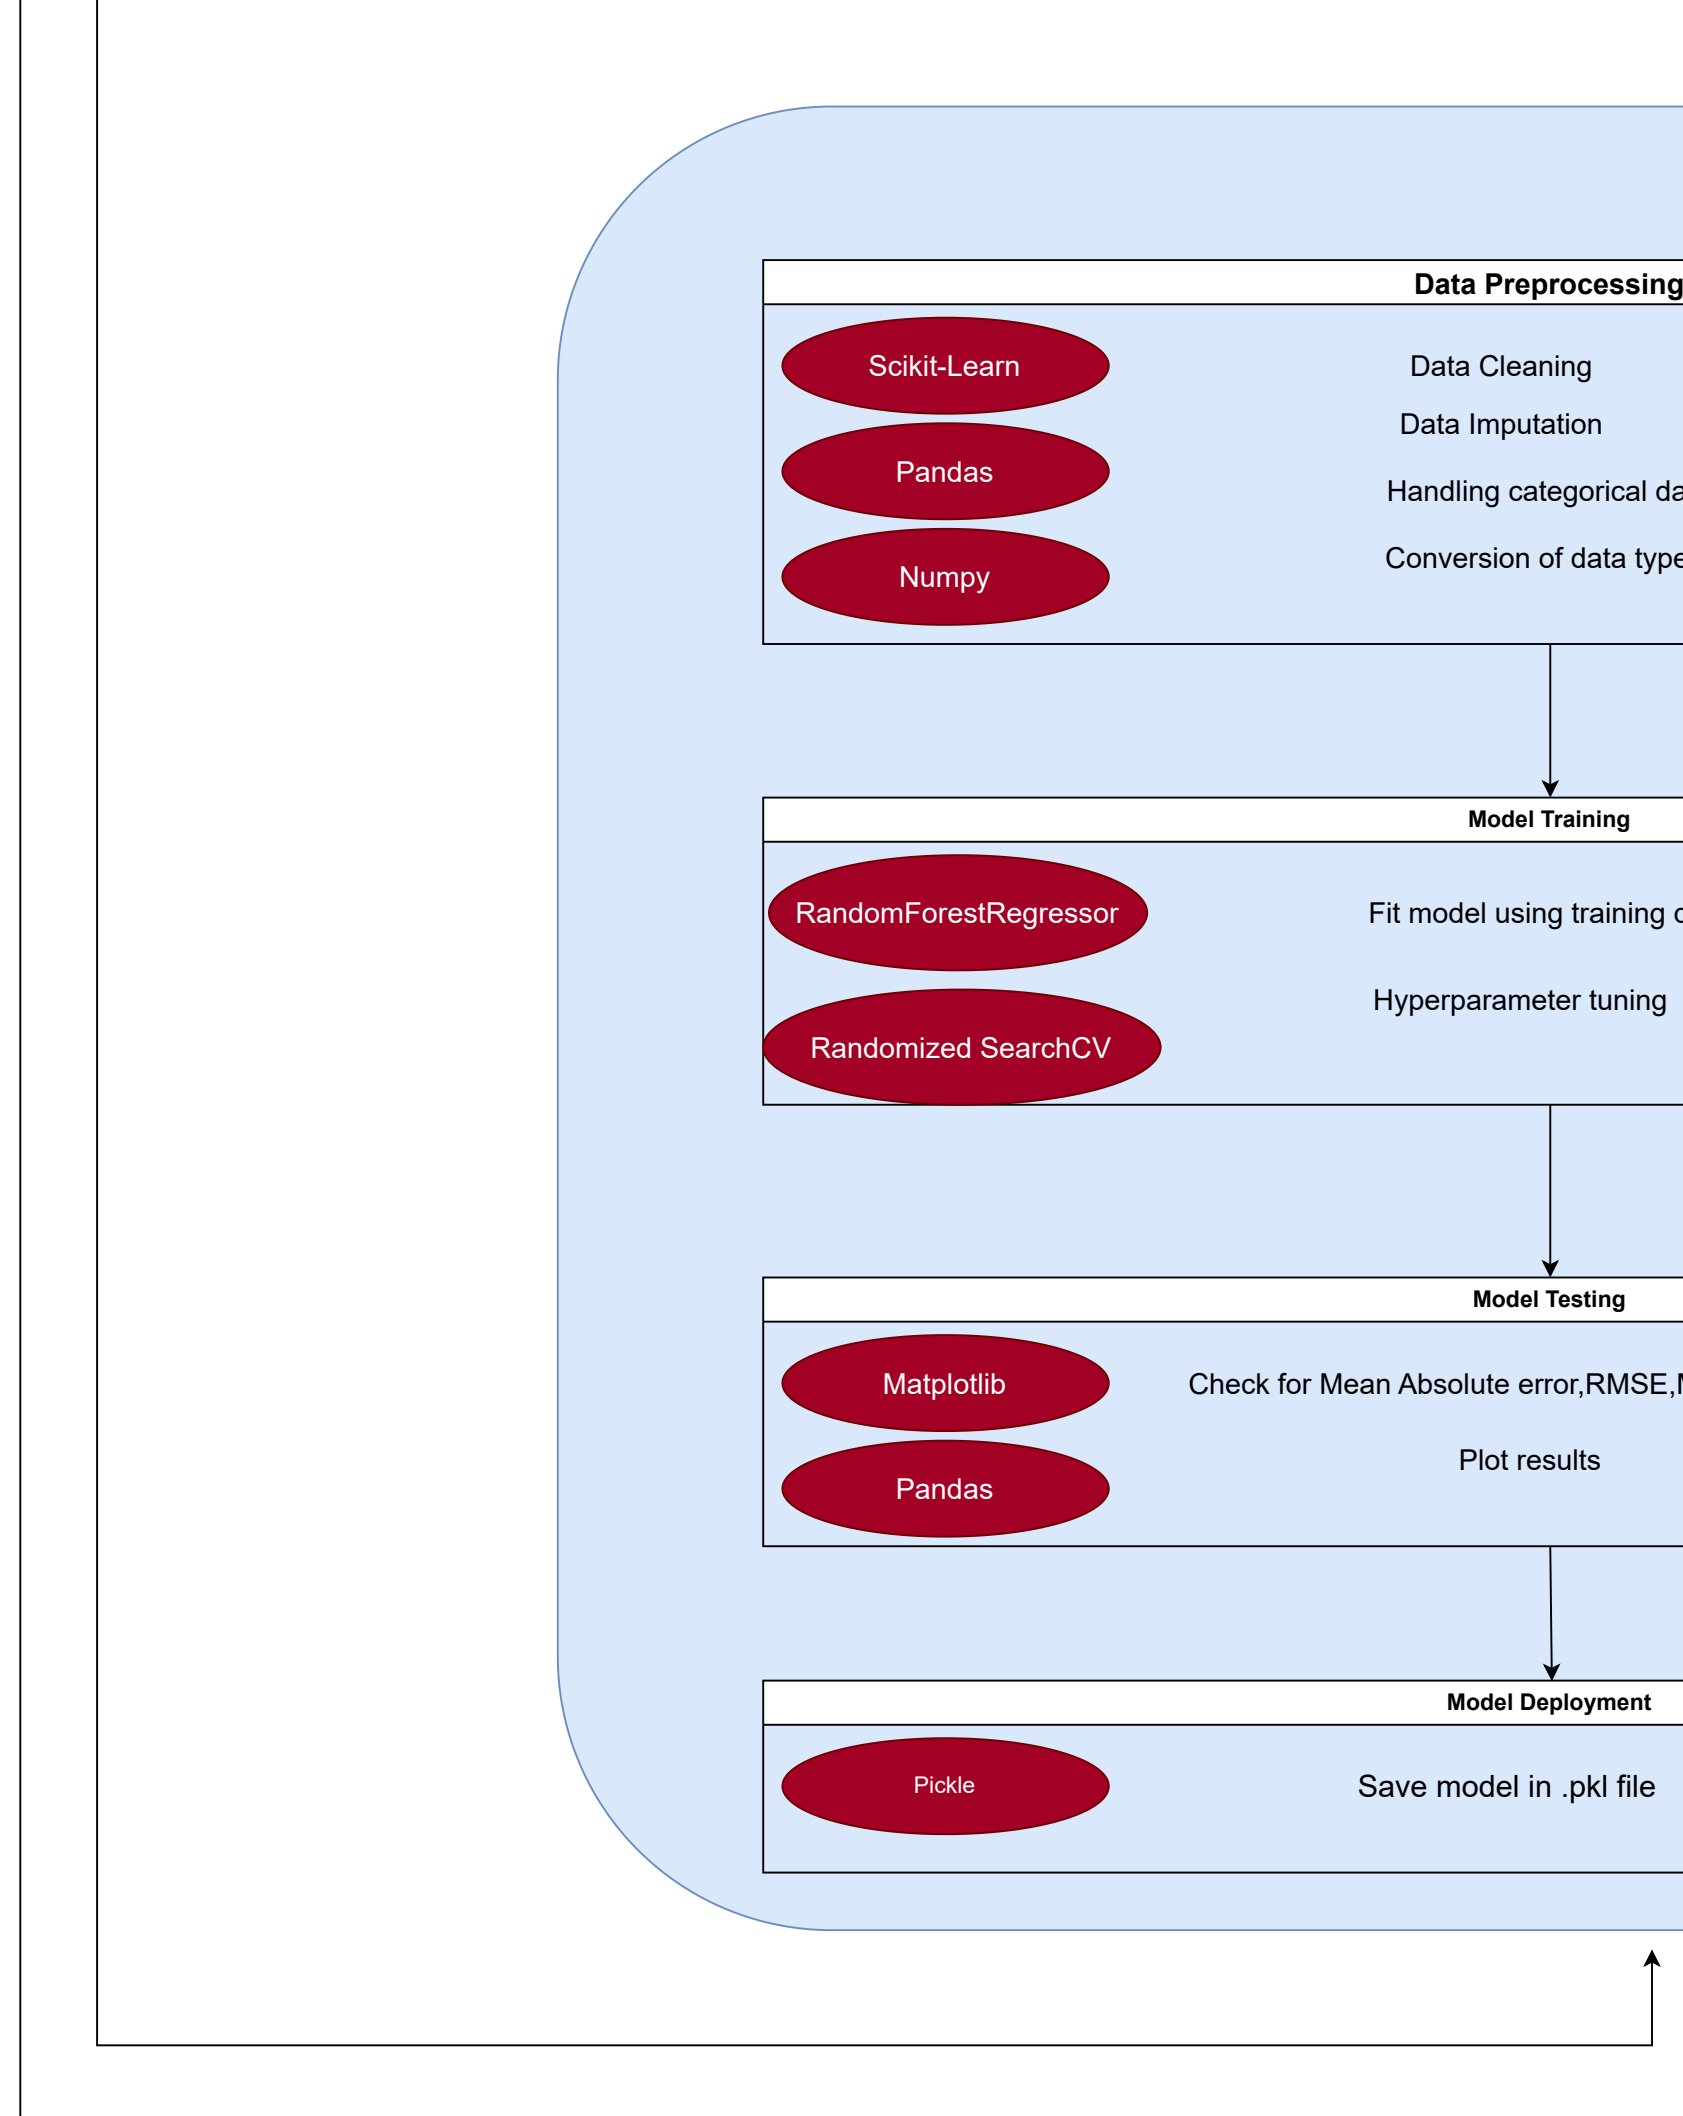 Data Preprocessing
Scikit-Learn
Data Cleaning
Data Imputation
Pandas
Handling categorical
Numpy
Conversion of data type
Model Training
RandomForestRegressor
Fit model using training
Hyperparameter tuning
Randomized SearchCV
Model Testing
Matplotlib
Check for Mean Absolute error,RMSE,
Plot results
Pandas
Model Deployment
Pickle
Save model in .pkl file